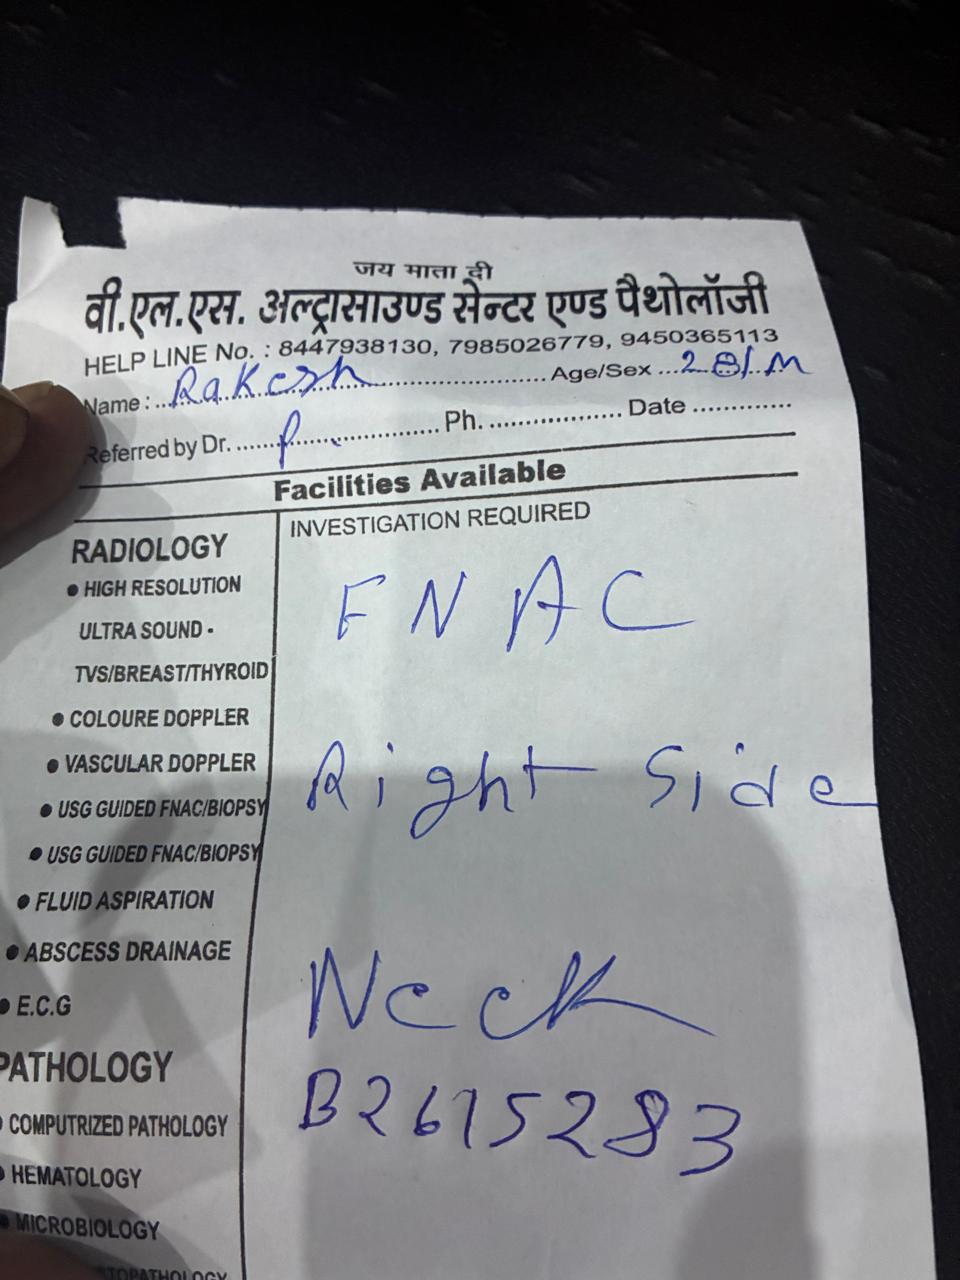 जय माता दी
वी.एल.एस. अल्ट्रासाउण्ड सेन्टर एण्ड पैथोलॉजी
HELP LINE No. : 8447938130, 7985026779, 9450365113
Name : Rakesh Age/Sex 28/M
Referred by Dr. Ph. Date
Facilities Available
RADIOLOGY
• HIGH RESOLUTION
ULTRA SOUND -
TVS/BREAST/THYROID
• COLOURE DOPPLER
• VASCULAR DOPPLER
• USG GUIDED FNAC/BIOPSY
• USG GUIDED FNAC/BIOPSY
• FLUID ASPIRATION
• ABSCESS DRAINAGE
• E.C.G
PATHOLOGY
• COMPUTRIZED PATHOLOGY
• HEMATOLOGY
• MICROBIOLOGY
INVESTIGATION REQUIRED
FNAC
Right Side
Neck
B2615283